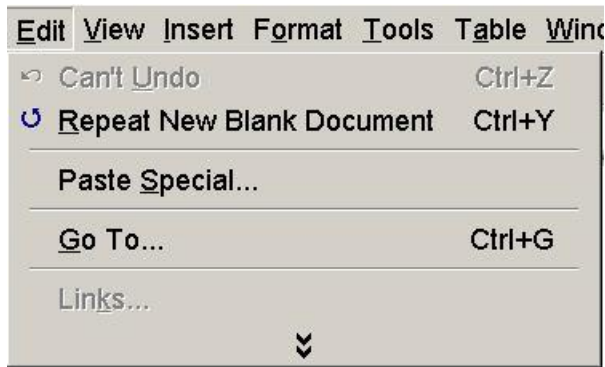 Edit View Insert Format Tools Table
Can't Undo Ctrl+Z
Repeat New Blank Document Ctrl+Y
Paste Special...
Go To... Ctrl+G
Links...